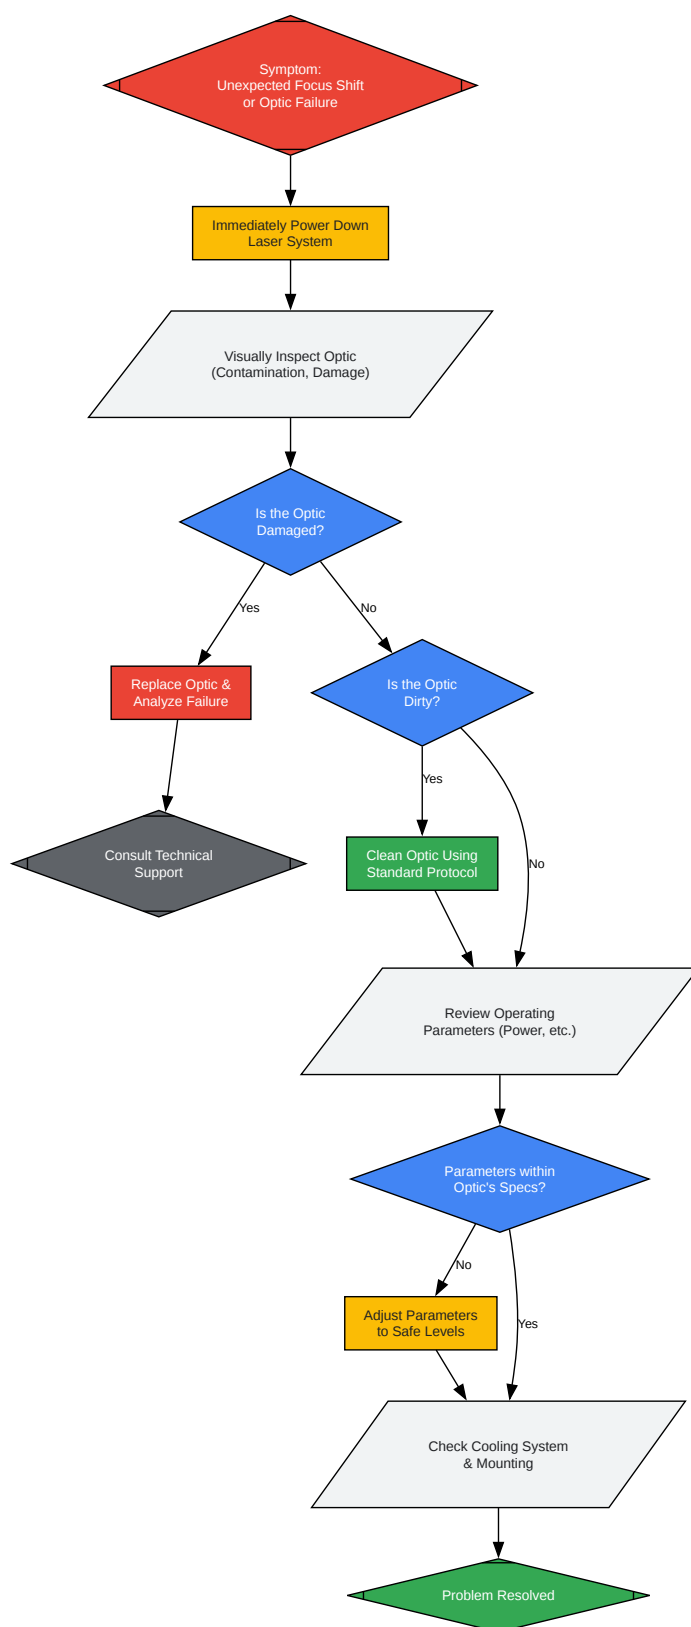 Symptom:
Unexpected Focus Shift
or Optic Failure
Immediately Power Down
Laser System
Visually Inspect Optic
(Contamination, Damage)
Is the Optic
Damaged?
Yes
No
Replace Optic &
Analyze Failure
Is the Optic
Dirty?
Yes
Consult Technical
Support
Clean Optic Using
Standard Protocol
No
Review Operating
Parameters (Power, etc.)
Parameters within
Optic's Specs?
No
Adjust Parameters
to Safe Levels
Yes
Check Cooling System
& Mounting
Problem Resolved